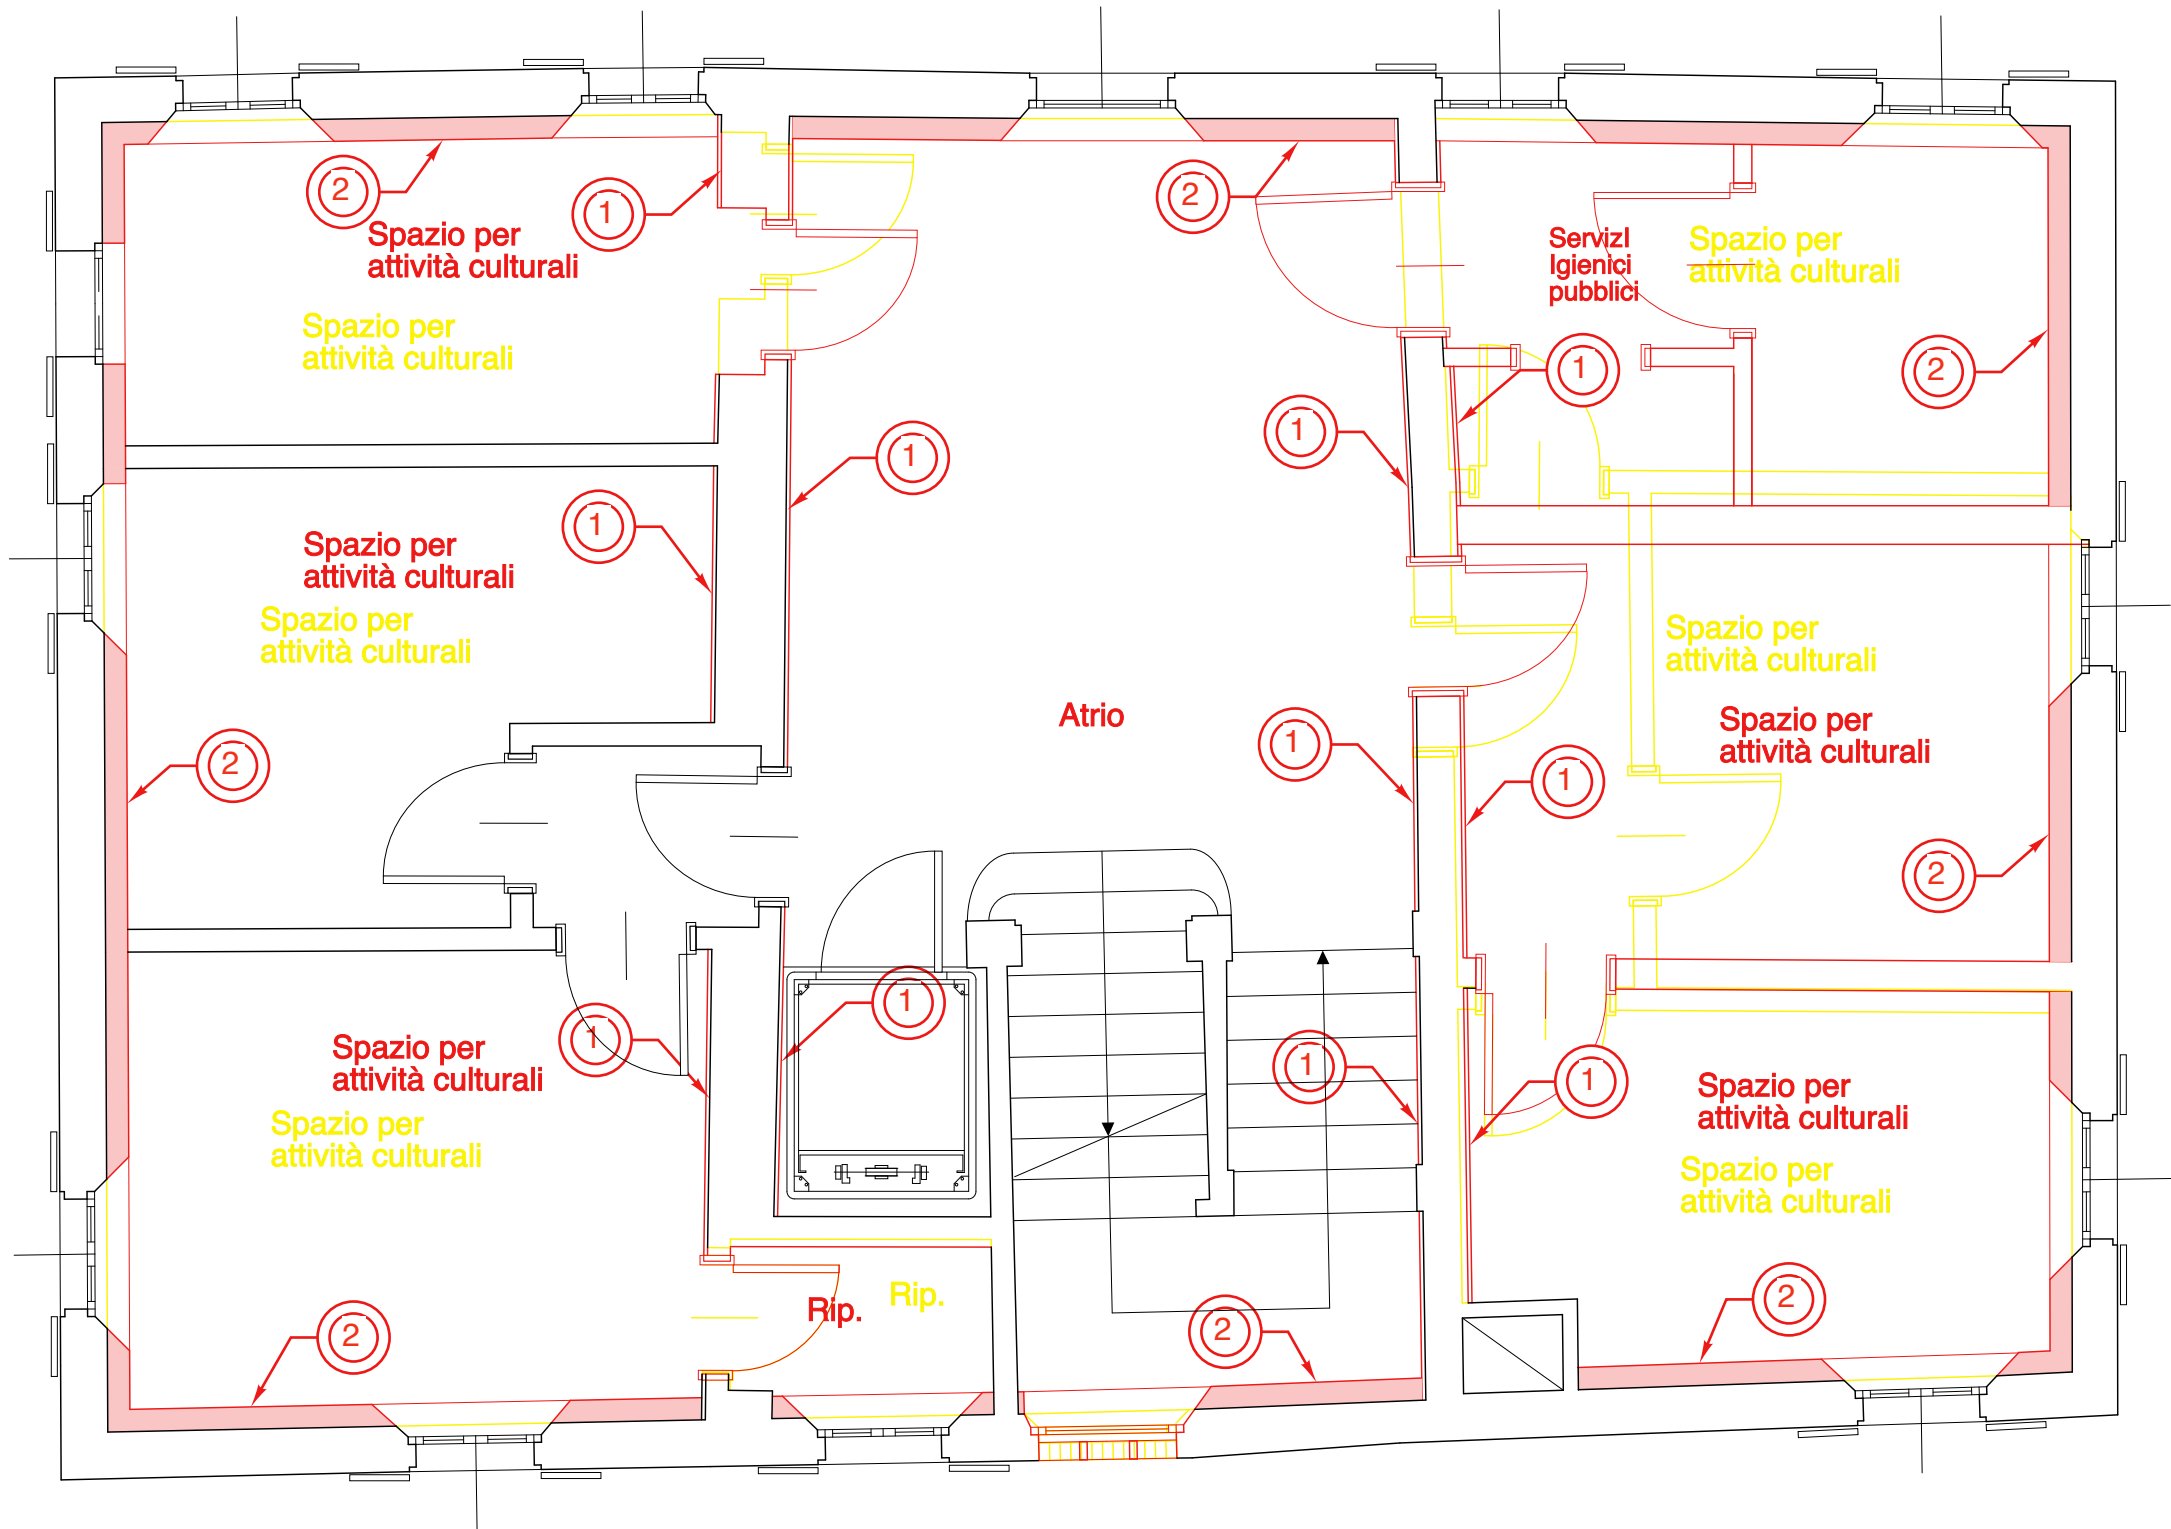 2
1
2
Spazio per
attività culturali
ServizI
Igienici
pubblici
Spazio per
attività culturali
Spazio per
attività culturali
1
2
1
1
1
Spazio per
attività culturali
Spazio per
attività culturali
Spazio per
attività culturali
Atrio
Spazio per
attività culturali
1
2
1
2
1
1
Spazio per
attività culturali
1
1
Spazio per
attività culturali
Spazio per
attività culturali
Spazio per
attività culturali
Rip.
Rip.
2
2
2